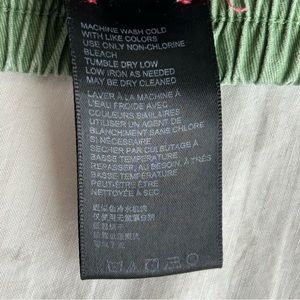 MACHINE WASH COLD
WITH LIKE COLORS
USE ONLY NON-CHLORINE
BLEACH
TUMBLE DRY LOW
LOW IRON AS NEEDED
MAY BE DRY CLEANED
LAVER À LA MACHINE À
L'EAU FROIDE AVEC
COULEURS SIMILAIRES
UTILISER UN AGENT DE
BLANCHIMENT SANS CHLORE
SI NÉCESSAIRE
SÉCHER PAR CULBUTAGE À
BASSE TEMPÉRATURE
REPASSER, AU BESOIN, À TRÈS
BASSE TEMPÉRATURE
PEUT-ÊTRE ÊTRE
NETTOYÉ À SEC